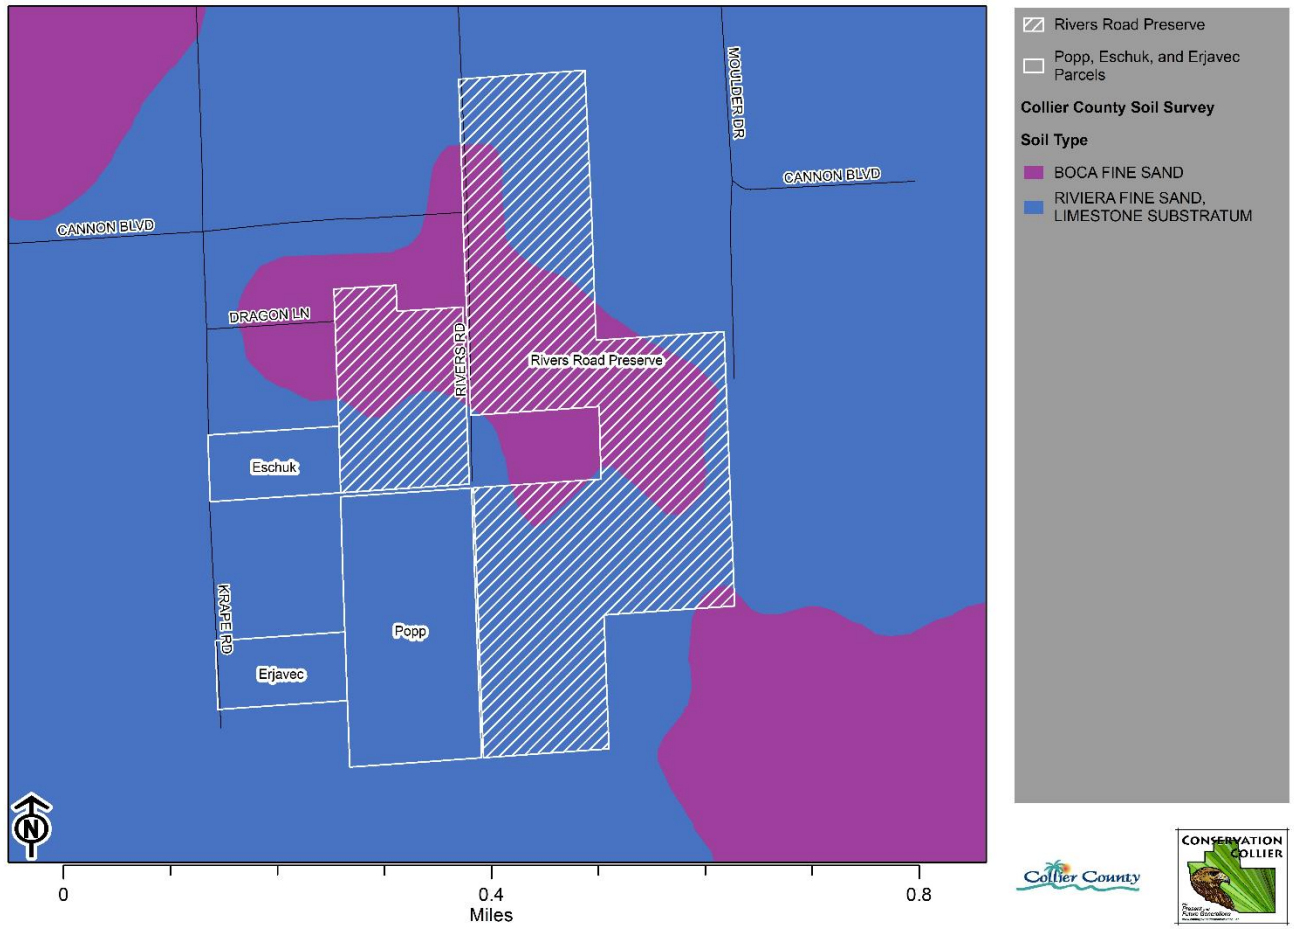 MOULDER DR
CANNON BLVD
CANNON BLVD
DRAGON LN
RIVERS RD
Rivers Road Preserve
Eschuk
KRAPE RD
Popp
Erjavec
N
0
0.4
0.8
Miles
Rivers Road Preserve
Popp, Eschuk, and Erjavec
Parcels
Collier County Soil Survey
Soil Type
BOCA FINE SAND
RIVIERA FINE SAND,
LIMESTONE SUBSTRATUM
Collier County
CONSERVATION
COLLIER
Future Generations